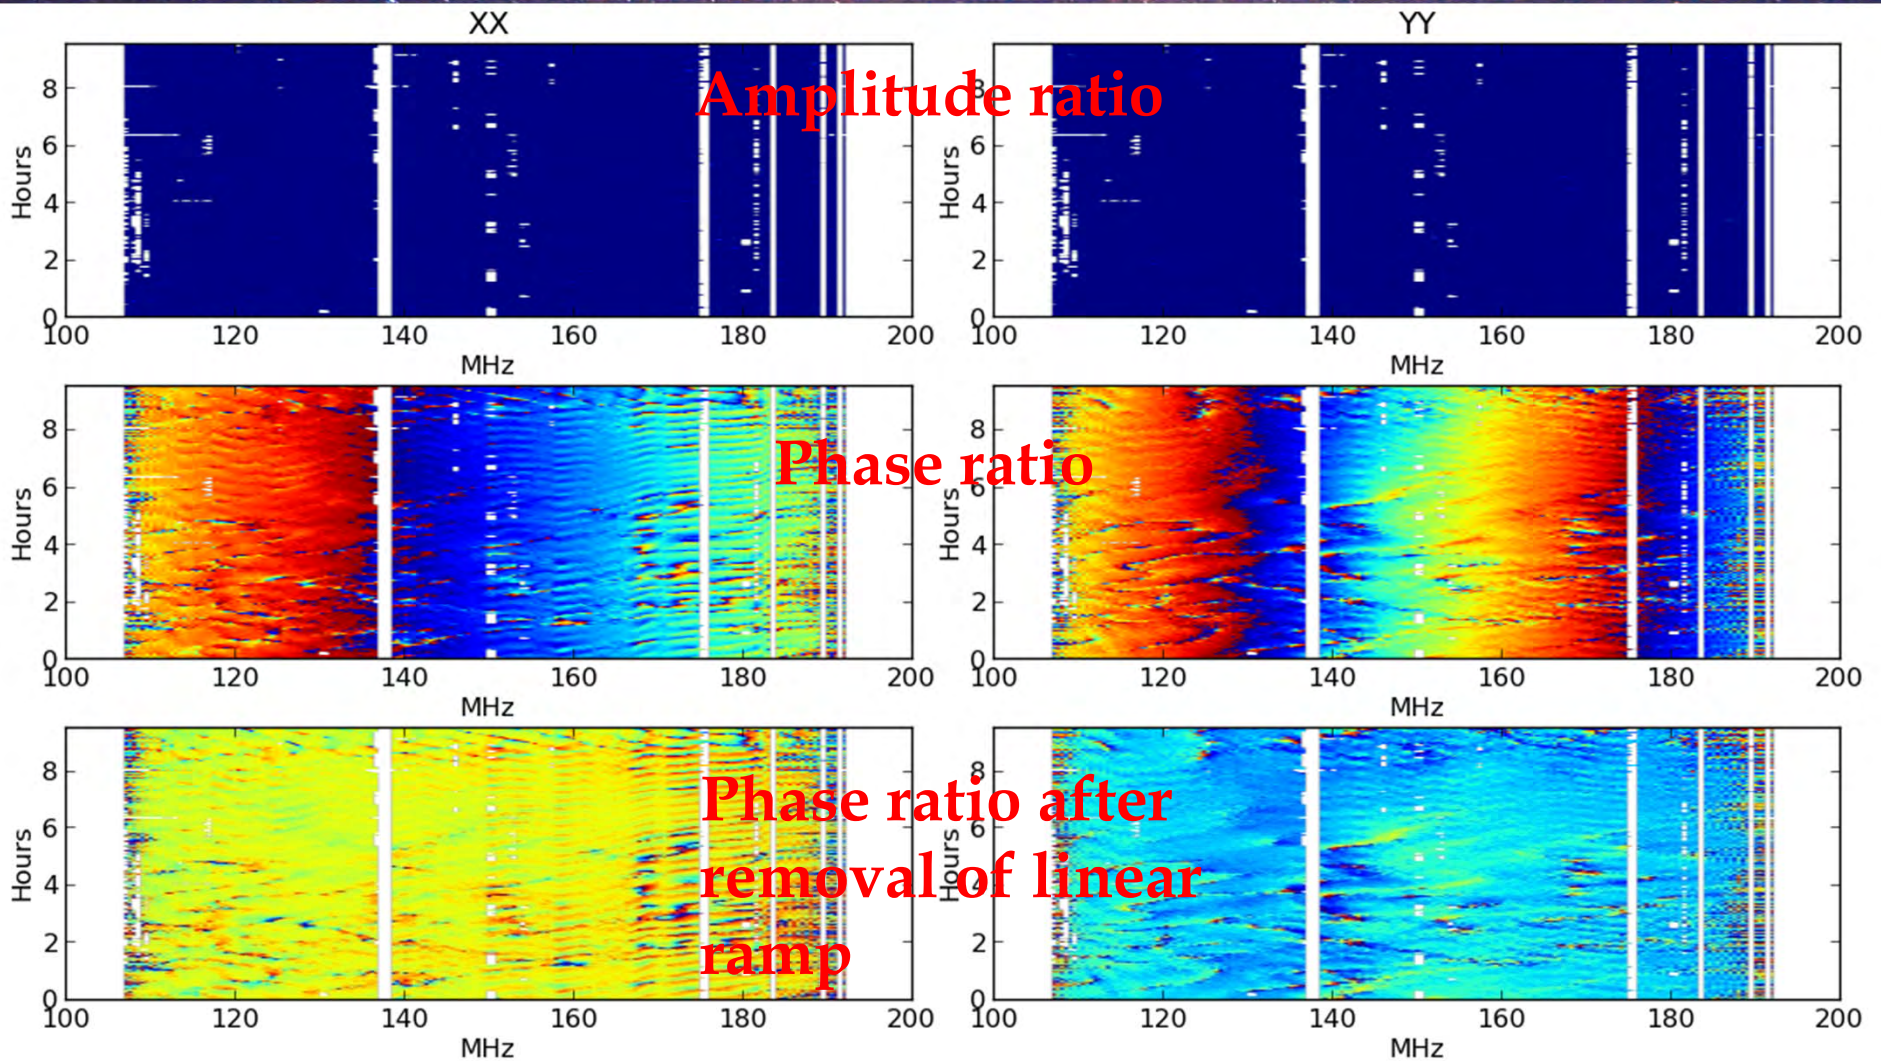 XX YY
Amplitude ratio
Hours 8 6 4 2 0
100 120 140 160 180 200
MHz
Hours 8 6 4 2 0
100 120 140 160 180 200
MHz
Phase ratio
Hours 8 6 4 2 0
100 120 140 160 180 200
MHz
Hours 8 6 4 2 0
100 120 140 160 180 200
MHz
Phase ratio after
removal of linear
ramp
Hours 8 6 4 2 0
100 120 140 160 180 200
MHz
Hours 8 6 4 2 0
100 120 140 160 180 200
MHz